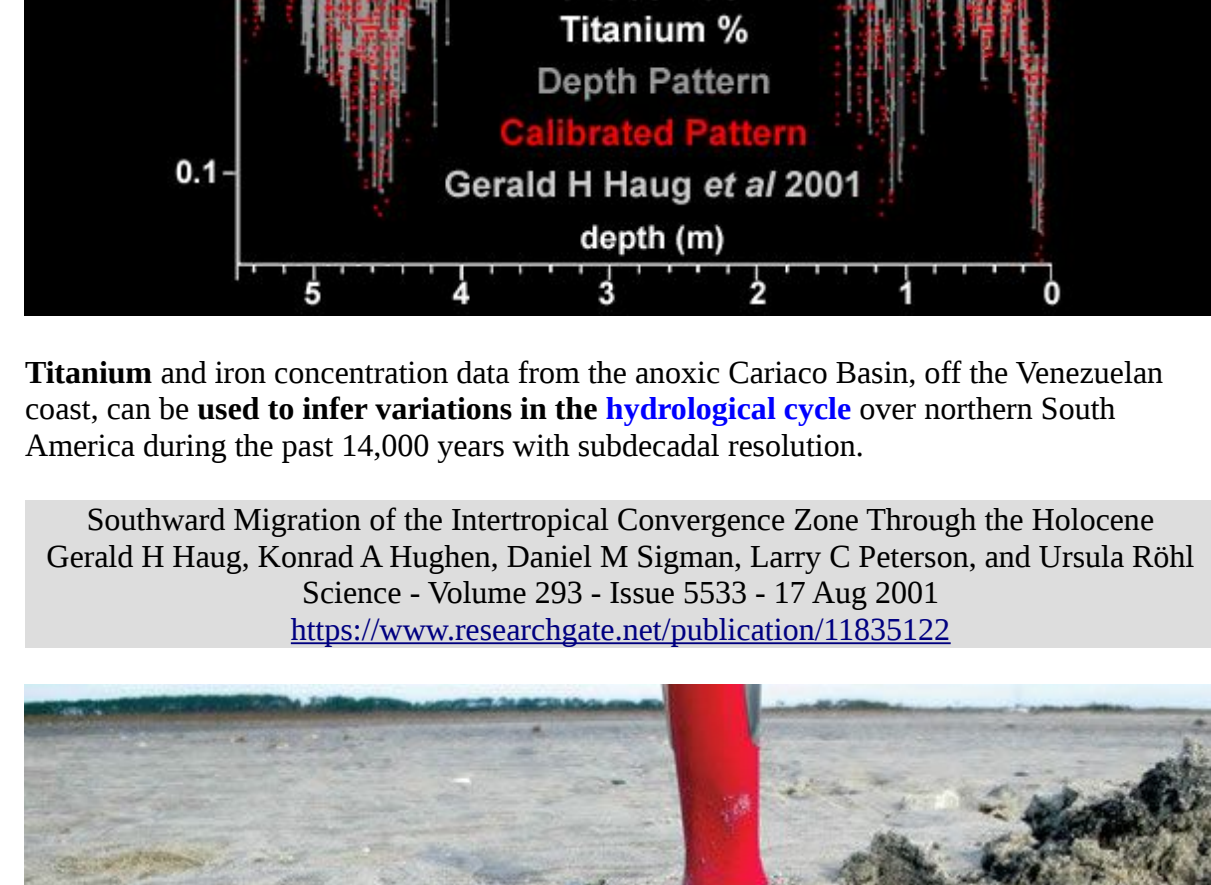 Titanium %
Depth Pattern
Calibrated Pattern
0.1
Gerald H Haug et al 2001
depth (m)
5 4 3 2 1 0
Titanium and iron concentration data from the anoxic Cariaco Basin, off the Venezuelan
coast, can be used to infer variations in the hydrological cycle over northern South
America during the past 14,000 years with subdecadal resolution.
Southward Migration of the Intertropical Convergence Zone Through the Holocene
Gerald H Haug, Konrad A Hughen, Daniel M Sigman, Larry C Peterson, and Ursula Röhl
Science - Volume 293 - Issue 5533 - 17 Aug 2001
https://www.researchgate.net/publication/11835122